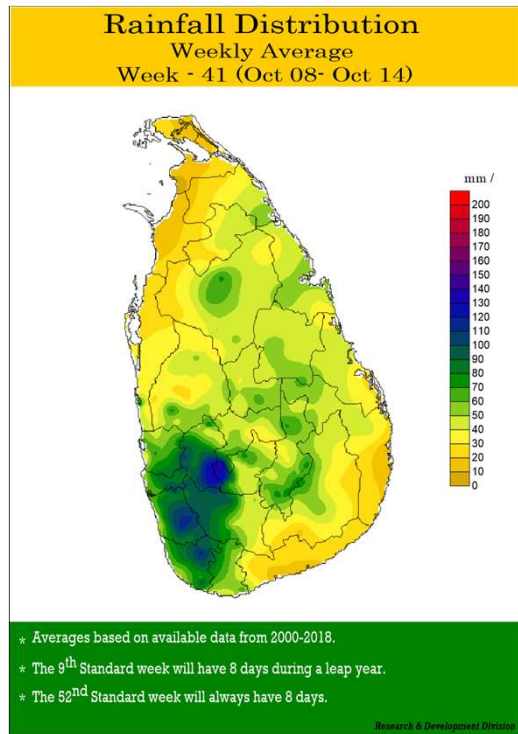 Rainfall Distribution
Weekly Average
Week - 41 (Oct 08- Oct 14)
mm /
200
190
180
170
160
150
140
130
120
110
100
90
80
70
60
50
40
30
20
10
0
* Averages based on available data from 2000-2018.
* The 9th Standard week will have 8 days during a leap year.
* The 52nd Standard week will always have 8 days.
Research & Development Division